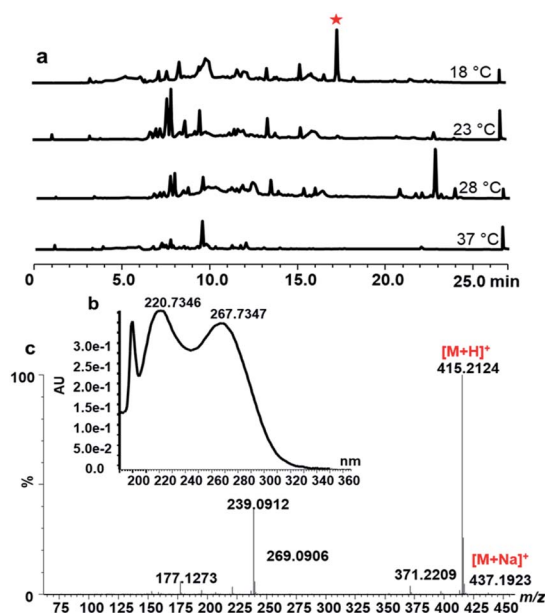 a
18 °C
23 °C
28 °C
37 °C
0 5.0 10.0 15.0 20.0 25.0 min
b
220.7346 267.7347
AU
3.0e-1
2.5e-1
2.0e-1
1.5e-1
1.0e-1
5.0e-2
0.0
nm
200 220 240 260 280 300 320 340 360
c
[M+H]+
415.2124
100
%
0
239.0912
269.0906
177.1273
371.2209
[M+Na]+
437.1923
75 100 125 150 175 200 225 250 275 300 325 350 375 400 425 450 m/z